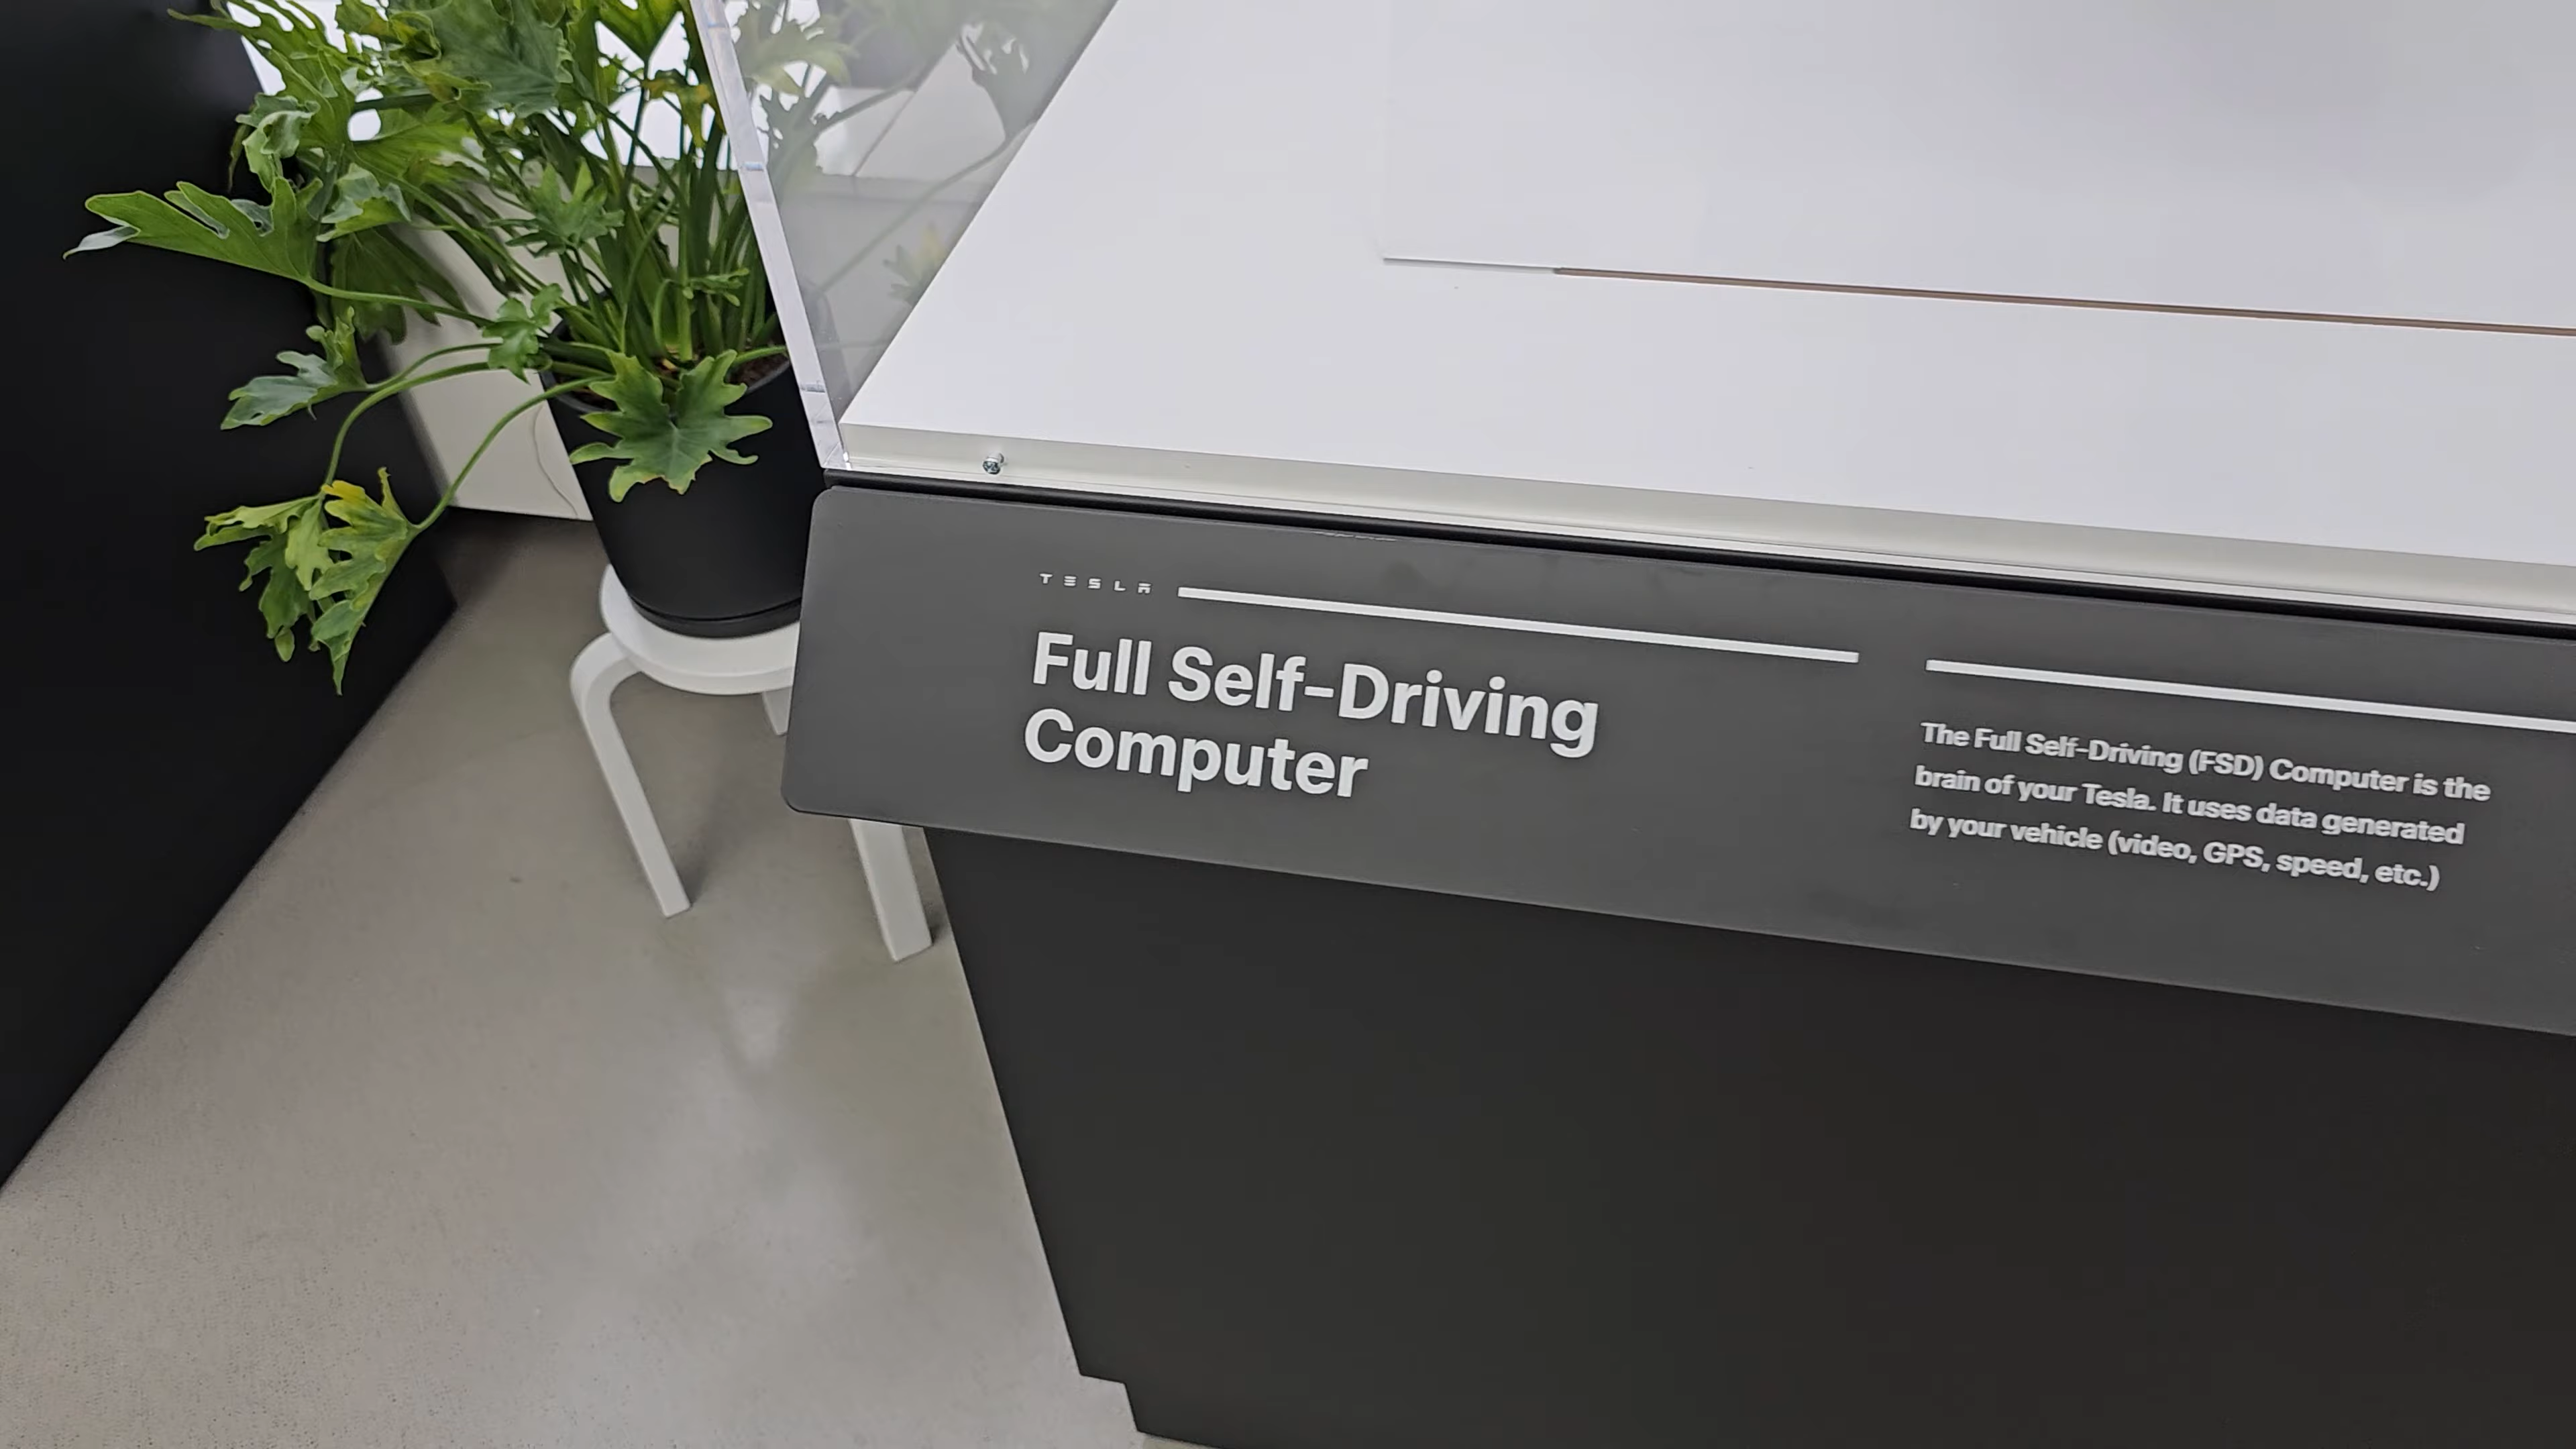 TESLA
Full Self-Driving
Computer
The Full Self-Driving (FSD) Computer is the
brain of your Tesla. It uses data generated
by your vehicle (video, GPS, speed, etc.)